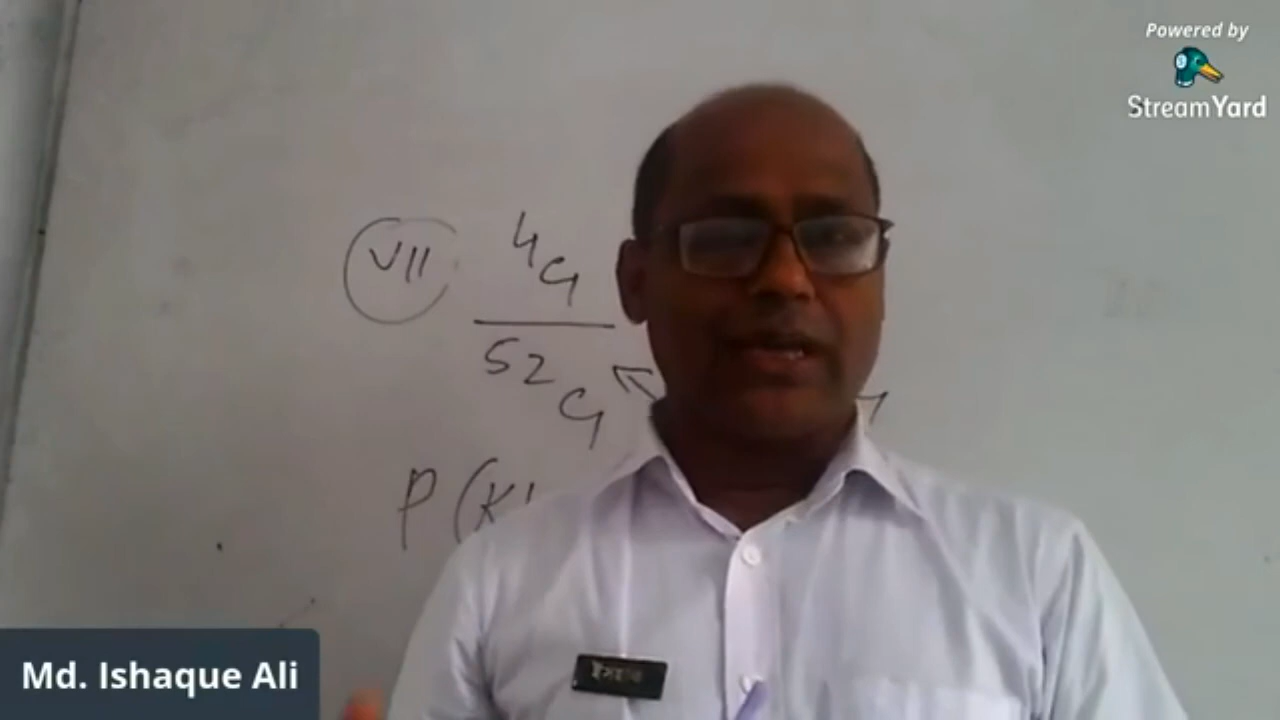 Powered by
StreamYard
VII
4C1
52C1
P(K
Md. Ishaque Ali